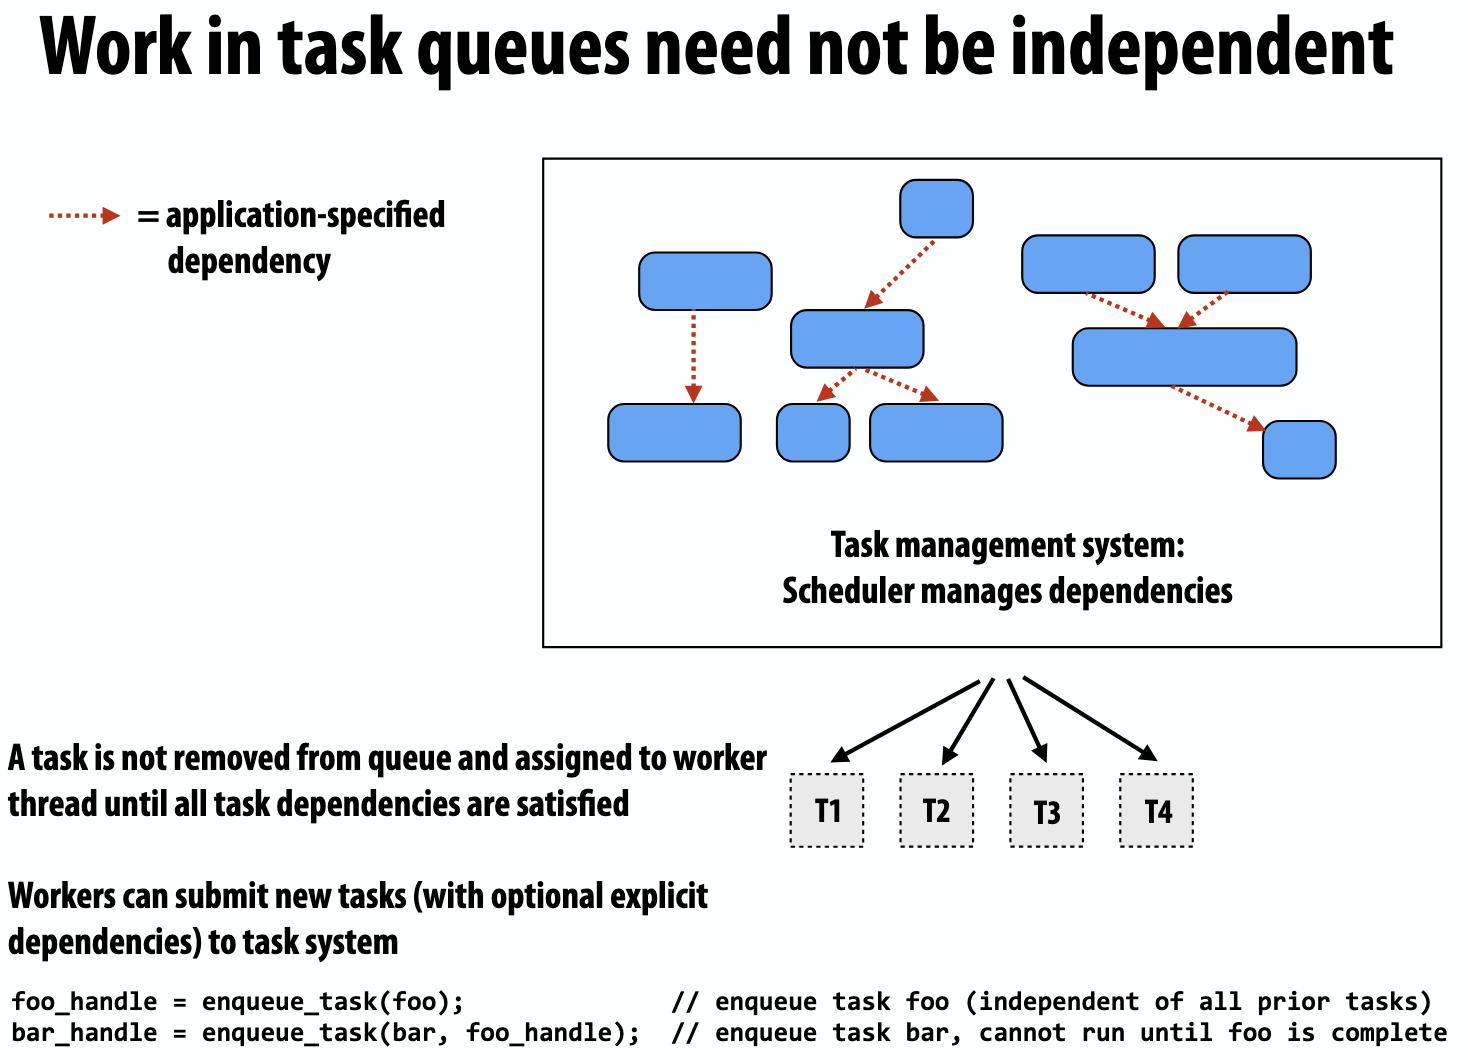 Work in task queues need not be independent
= application-specified
dependency
Task management system:
Scheduler manages dependencies
A task is not removed from queue and assigned to worker
thread until all task dependencies are satisfied
T1 T2 T3 T4
Workers can submit new tasks (with optional explicit
dependencies) to task system
foo_handle = enqueue_task(foo); // enqueue task foo (independent of all prior tasks)
bar_handle = enqueue_task(bar, foo_handle); // enqueue task bar, cannot run until foo is complete